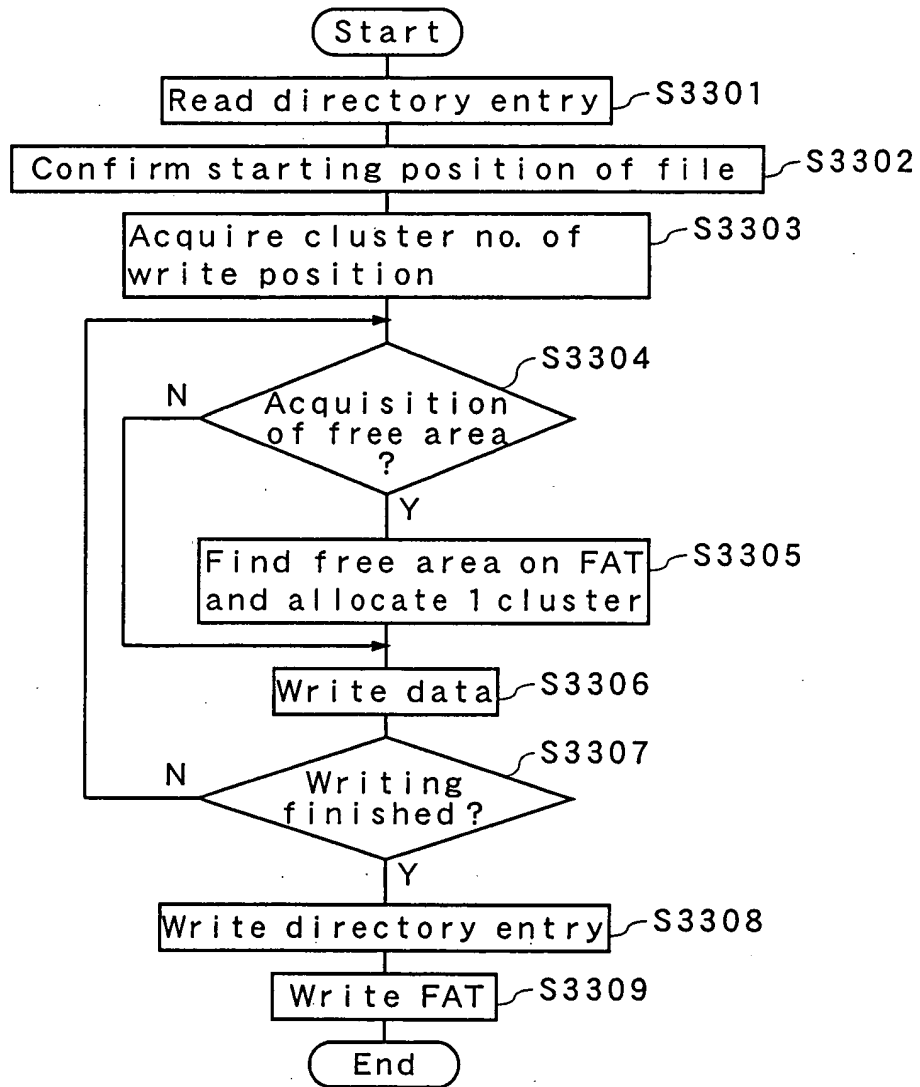 Start
Read directory entry
S3301
Confirm starting position of file
S3302
Acquire cluster no. of
write position
S3303
S3304
N
Acquisition
of free area
?
Y
Find free area on FAT
and allocate 1 cluster
S3305
Write data
S3306
S3307
N
Writing
finished?
Y
Write directory entry
S3308
Write FAT
S3309
End